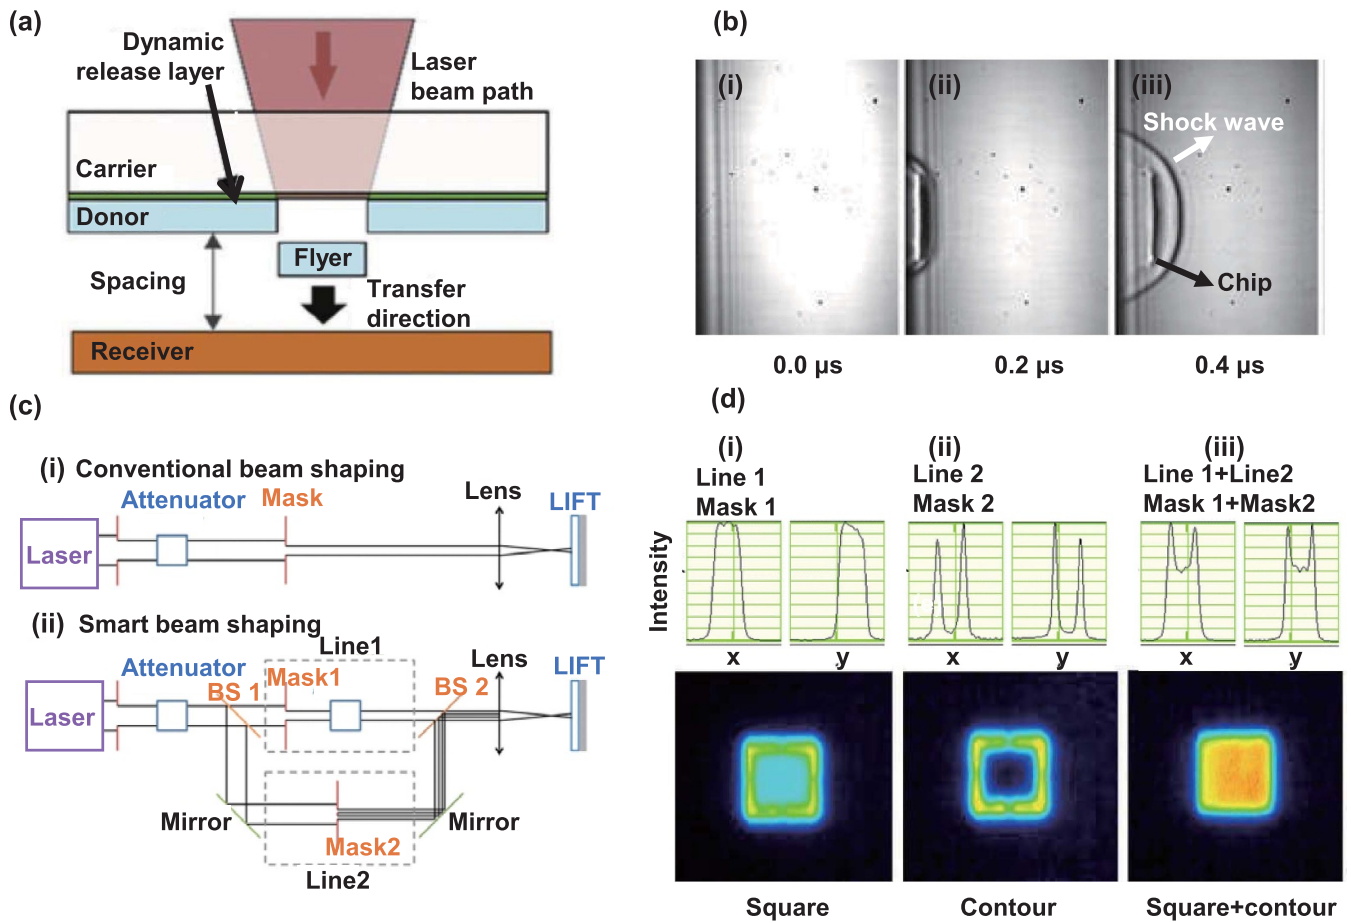 (a)
Dynamic
release layer
Laser
beam path
Carrier
Donor
Flyer
Spacing
Transfer
direction
Receiver
(b)
(i)
(ii)
(iii)
Shock wave
Chip
0.0 µs
0.2 µs
0.4 µs
(c)
(i) Conventional beam shaping
Attenuator
Mask
Lens
LIFT
Laser
(ii) Smart beam shaping
Line1
Attenuator
Mask1
BS 1
BS 2
Lens
LIFT
Laser
Mirror
Mirror
Mask2
Line2
(d)
(i)
Line 1
Mask 1
(ii)
Line 2
Mask 2
(iii)
Line 1+Line2
Mask 1+Mask2
Intensity
x
y
x
y
x
y
Square
Contour
Square+contour